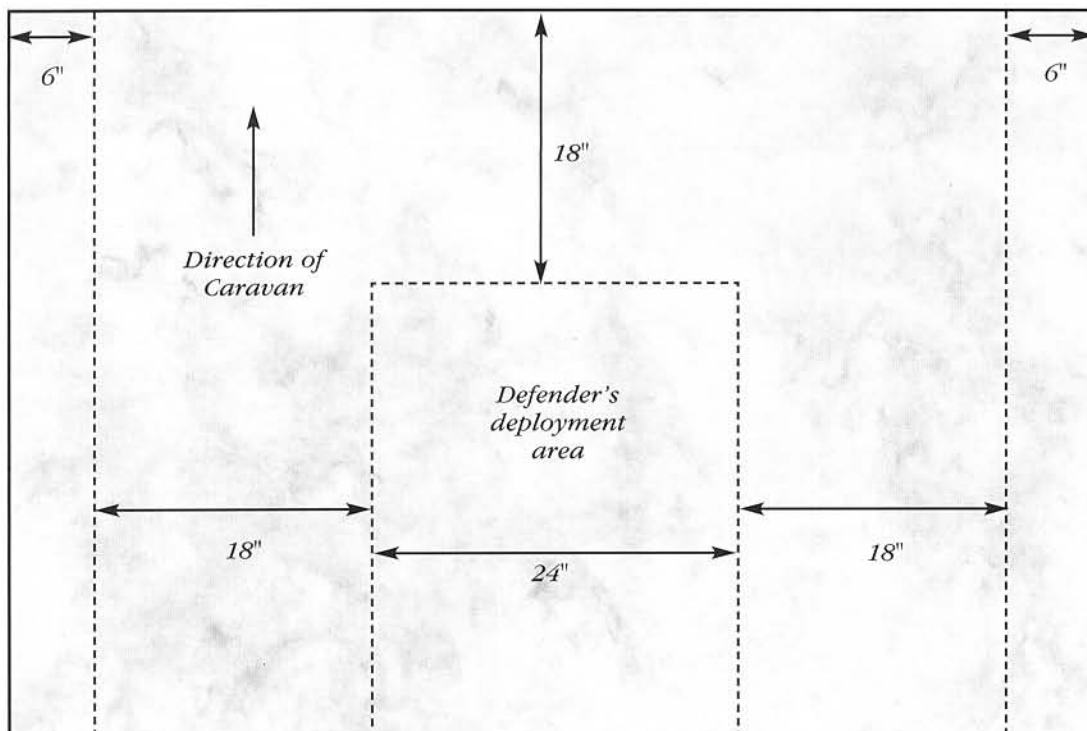 6"
6"
18"
Direction of
Caravan
Defender's
deployment
area
18"
24"
18"